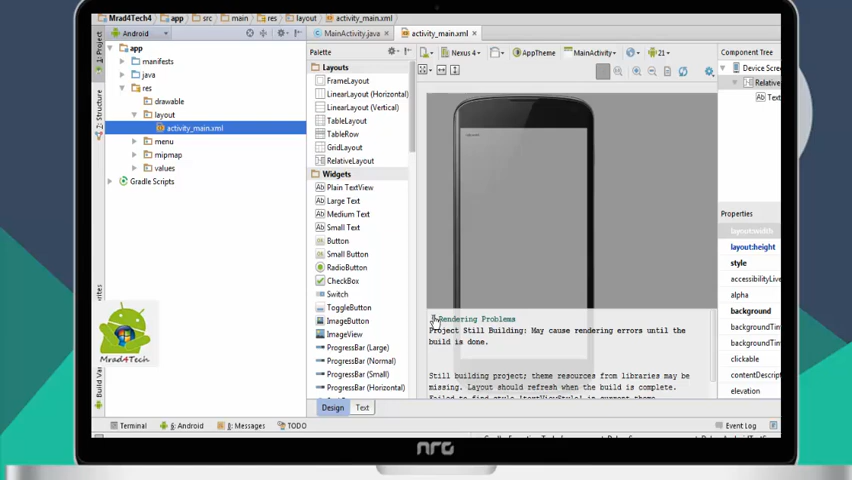 Mrad4Tech4 app src main res layout activity_main.xml
Android
MainActivity.java activity_main.xml
1: Project
7: Structure
app
manifests
java
res
drawable
layout
activity_main.xml
menu
mipmap
values
Gradle Scripts
Mrad4Tech
Palette
Layouts
FrameLayout
LinearLayout (Horizontal)
LinearLayout (Vertical)
TableLayout
TableRow
GridLayout
RelativeLayout
Widgets
Plain TextView
Large Text
Medium Text
Small Text
Button
Small Button
RadioButton
CheckBox
Switch
ToggleButton
ImageButton
ImageView
ProgressBar (Large)
ProgressBar (Normal)
ProgressBar (Small)
ProgressBar (Horizontal)
Design Text
Nexus 4 AppTheme MainActivity 21
Rendering Problems
Project Still Building: May cause rendering errors until the
build is done.
Still building project; theme resources from libraries may be
missing. Layout should refresh when the build is complete.
Component Tree
Device Scree
Relative
Text
Properties
layout:width
layout:height
style
accessibilityLive
alpha
background
backgroundTint
backgroundTint
clickable
contentDescript
elevation
Terminal 6: Android 0: Messages TODO
Event Log
nrg